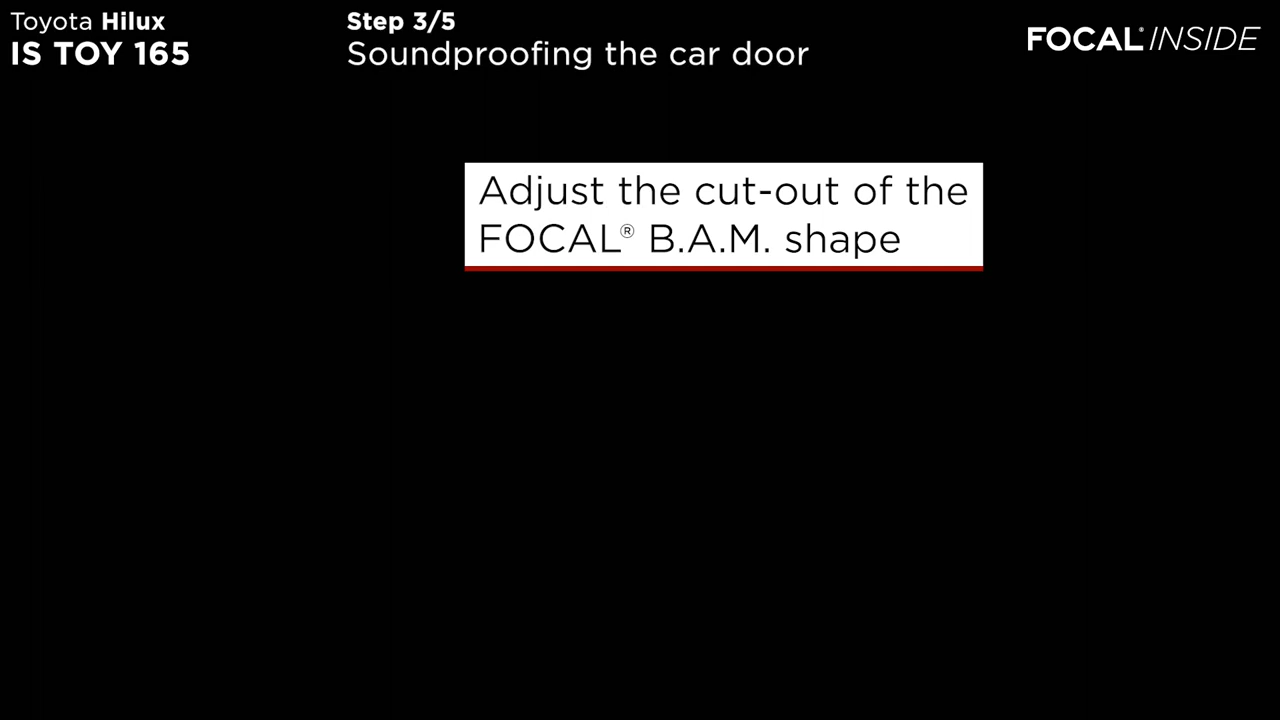 Toyota Hilux
IS TOY 165
Step 3/5
Soundproofing the car door
FOCAL® INSIDE
Adjust the cut-out of the
FOCAL® B.A.M. shape